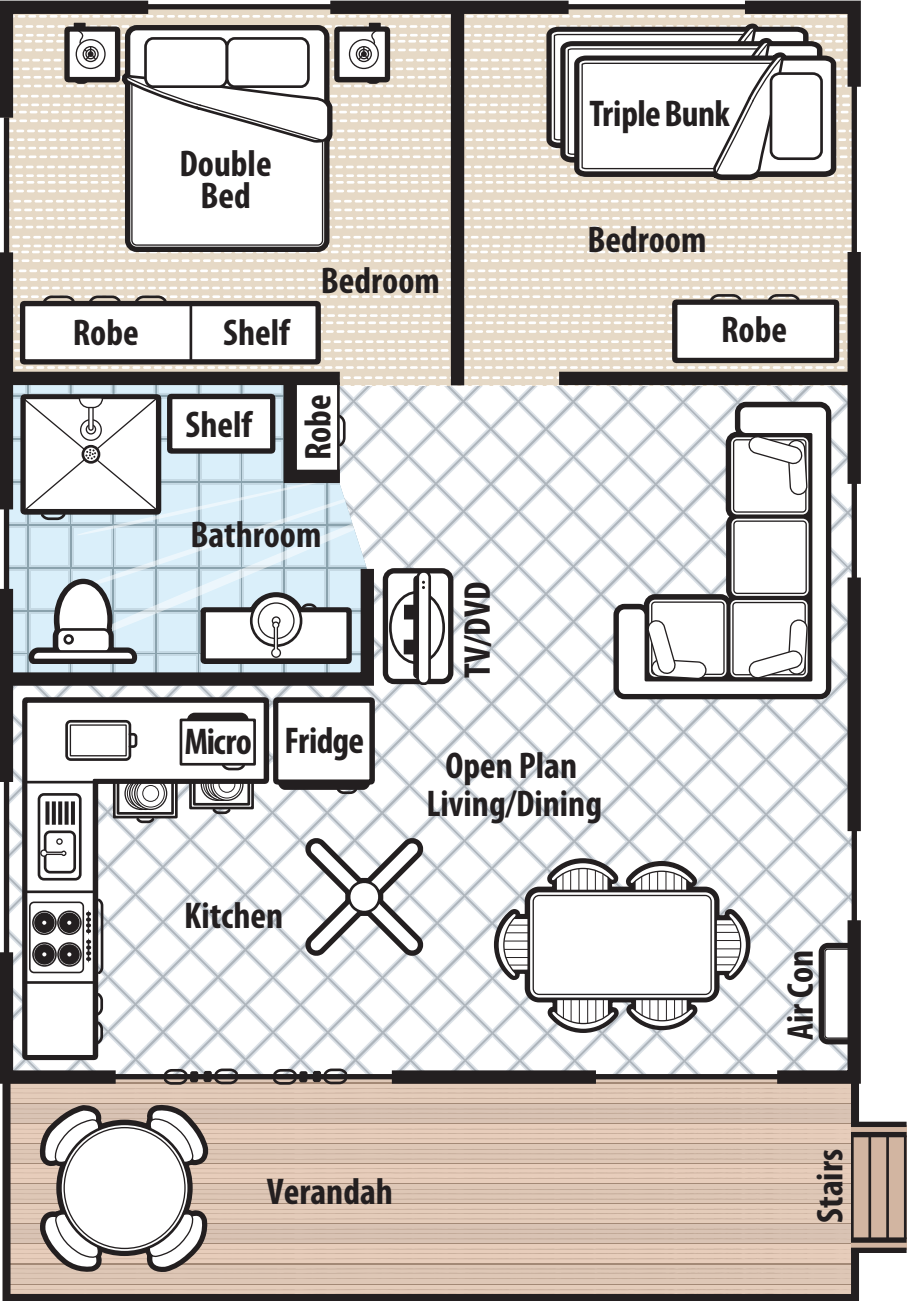 Triple Bunk
Double
Bed
Bedroom
Bedroom
Robe
Shelf
Robe
Shelf
Robe
Bathroom
TV/DVD
Micro
Fridge
Open Plan
Living/Dining
Kitchen
Air Con
Verandah
Stairs